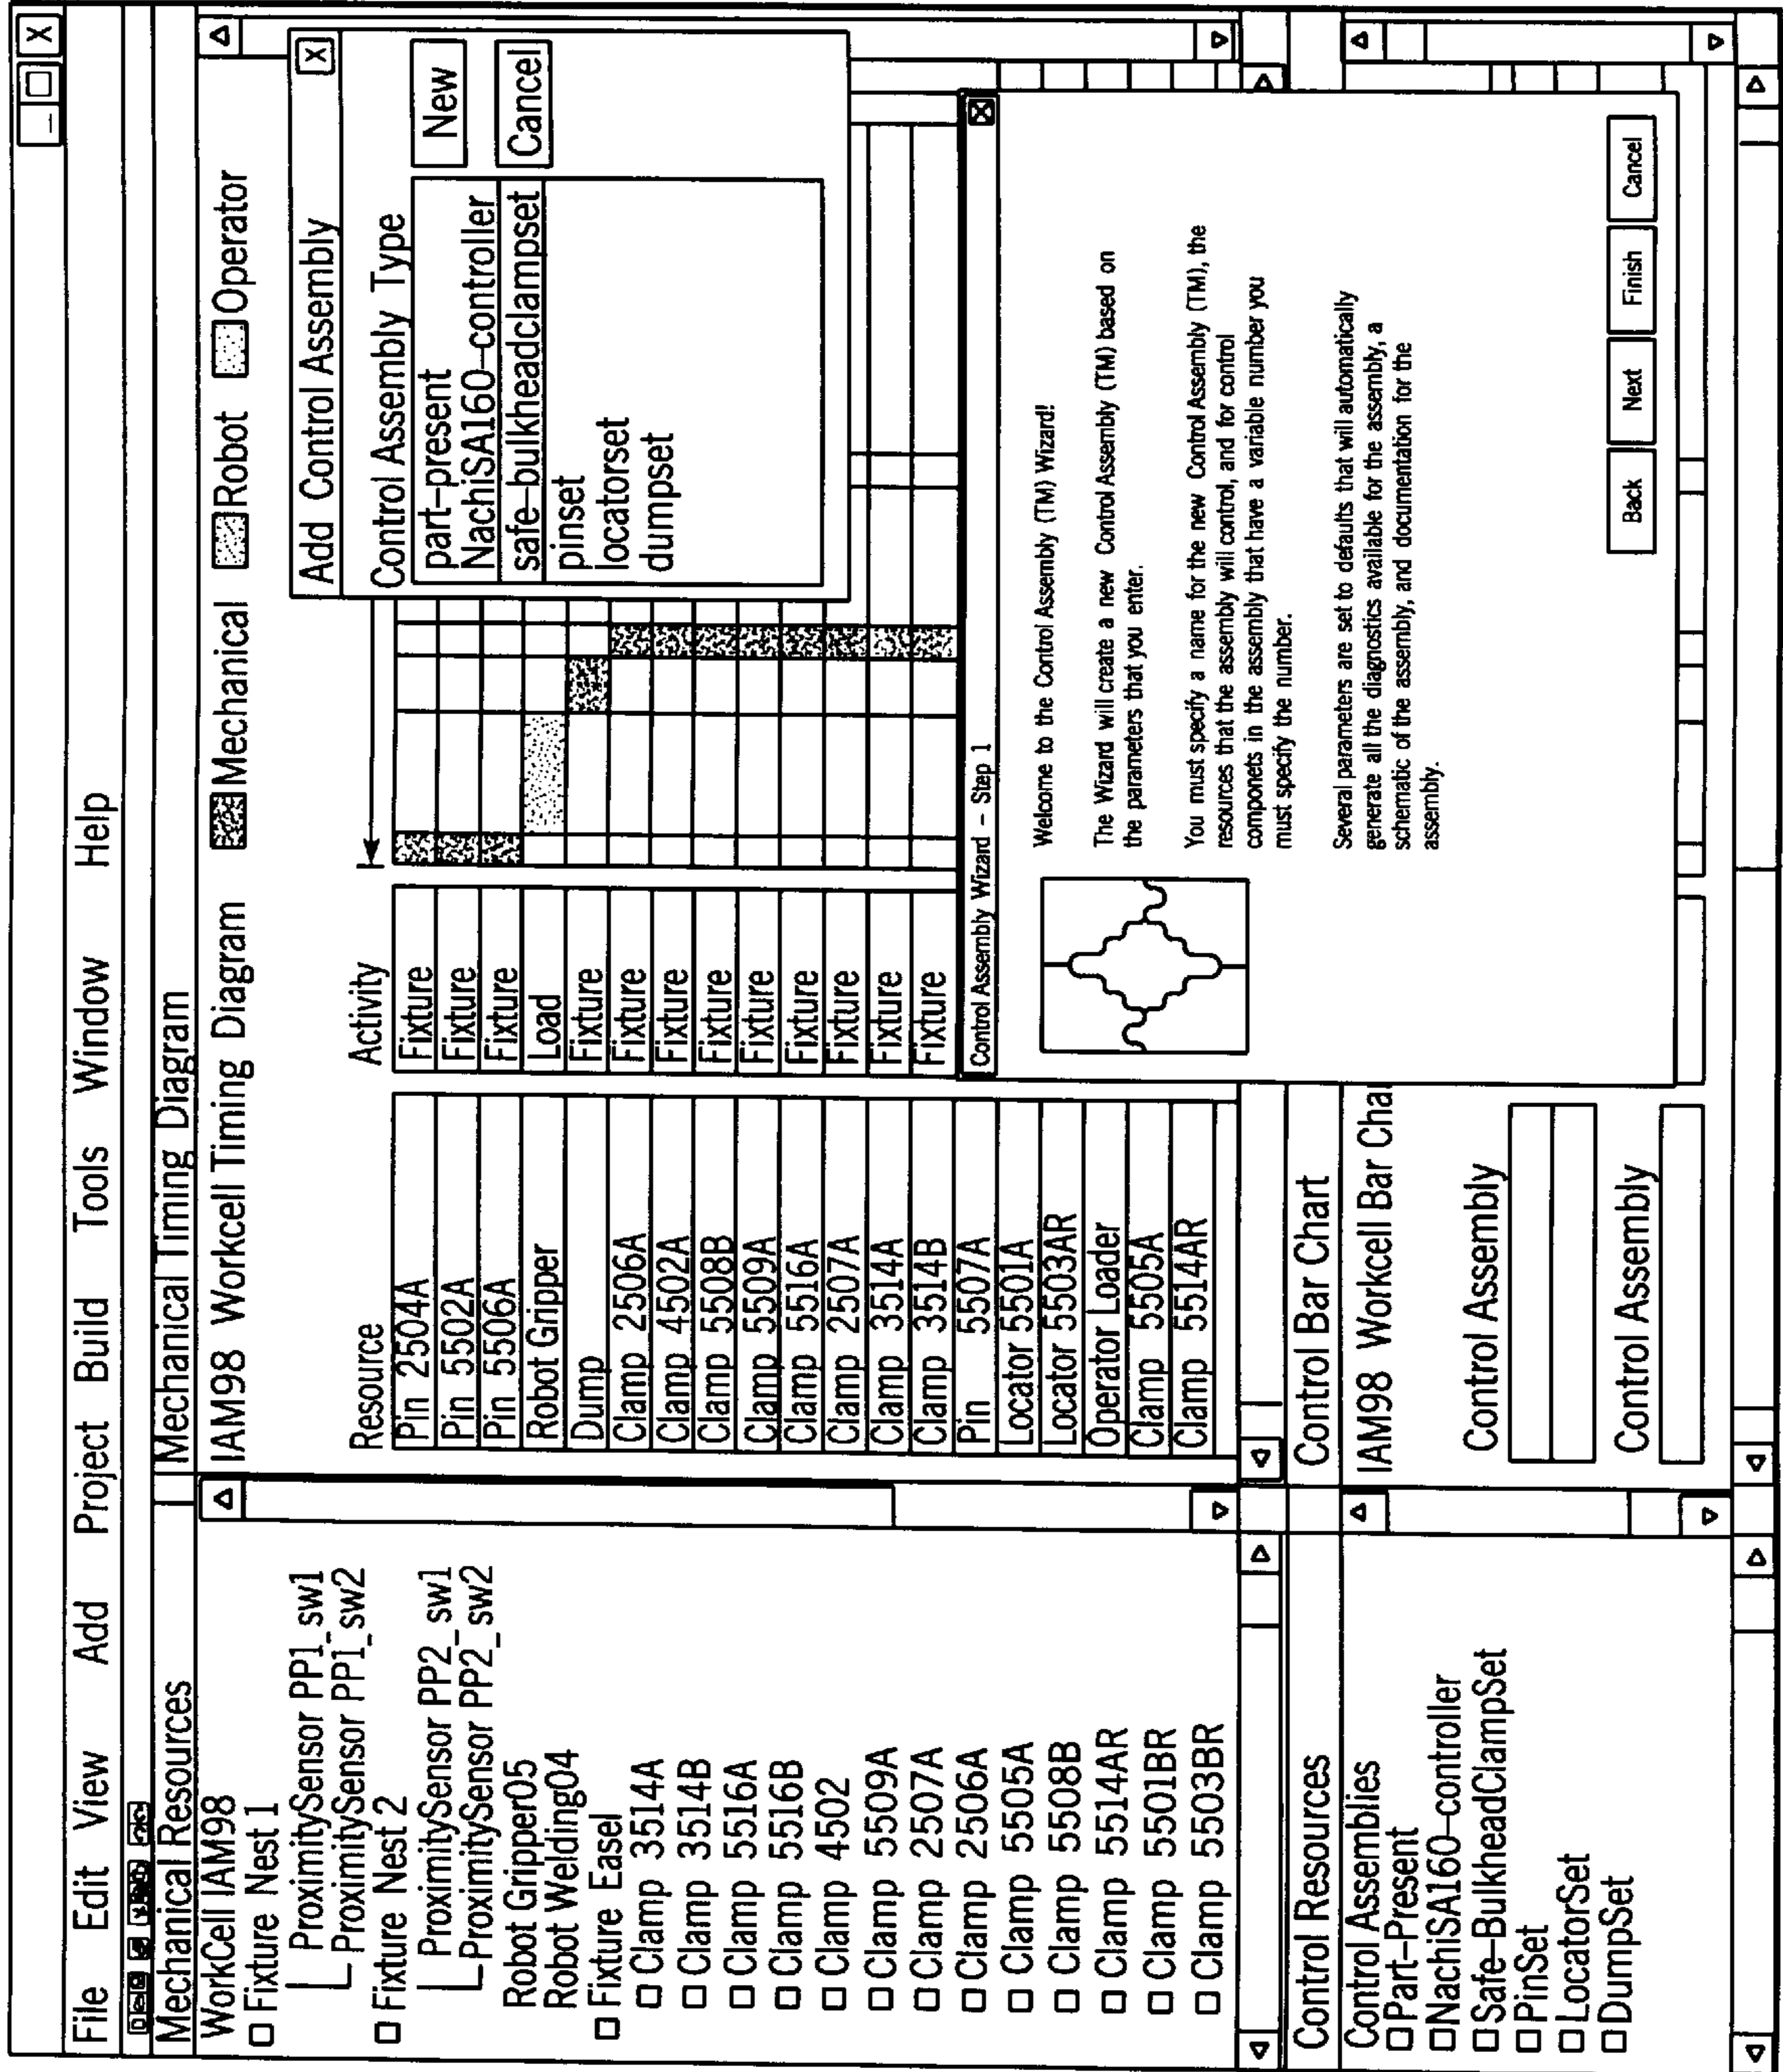 _ □ X
File Edit View Add Project Build Tools Window Help
Mechanical Resources
WorkCell IAM98
Fixture Nest 1
ProximitySensor PP1_sw1
ProximitySensor PP1_sw2
Fixture Nest 2
ProximitySensor PP2_sw1
ProximitySensor PP2_sw2
Robot Gripper05
Robot Welding04
Fixture Easel
Clamp 3514A
Clamp 3514B
Clamp 5516A
Clamp 5516B
Clamp 4502
Clamp 5509A
Clamp 2507A
Clamp 2506A
Clamp 5505A
Clamp 5508B
Clamp 5514AR
Clamp 5501BR
Clamp 5503BR
Mechanical Timing Diagram
IAM98 Workcell Timing Diagram Mechanical Robot Operator
Resource Activity
Pin 2504A Fixture
Pin 5502A Fixture
Pin 5506A Fixture
Robot Gripper Load
Dump Fixture
Clamp 2506A Fixture
Clamp 4502A Fixture
Clamp 5508B Fixture
Clamp 5509A Fixture
Clamp 5516A Fixture
Clamp 2507A Fixture
Clamp 3514A Fixture
Clamp 3514B Fixture
Pin 5507A
Locator 5501A
Locator 5503AR
Operator Loader
Clamp 5505A
Clamp 5514AR
Add Control Assembly X
Control Assembly Type
part-present
NachiSA160-controller
safe-bulkheadclampset
pinset
locatorset
dumpset
New
Cancel
Control Assembly Wizard - Step 1 X
Welcome to the Control Assembly (TM) Wizard!
The Wizard will create a new Control Assembly (TM) based on
the parameters that you enter.
You must specify a name for the new Control Assembly (TM), the
resources that the assembly will control, and for control
componets in the assembly that have a variable number you
must specify the number.
Several parameters are set to defaults that will automatically
generate all the diagnostics available for the assembly, a
schematic of the assembly, and documentation for the
assembly.
Back Next Finish Cancel
Control Resources
Control Assemblies
Part-Present
NachiSA160-controller
Safe-BulkheadClampSet
PinSet
LocatorSet
DumpSet
Control Bar Chart
IAM98 Workcell Bar Cha
Control Assembly
Control Assembly